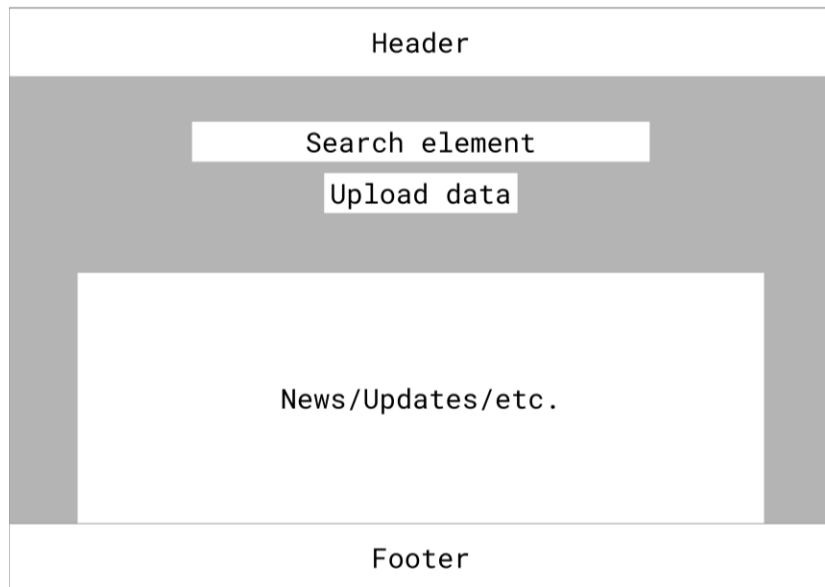 Header
Search element
Upload data
News/Updates/etc.
Footer